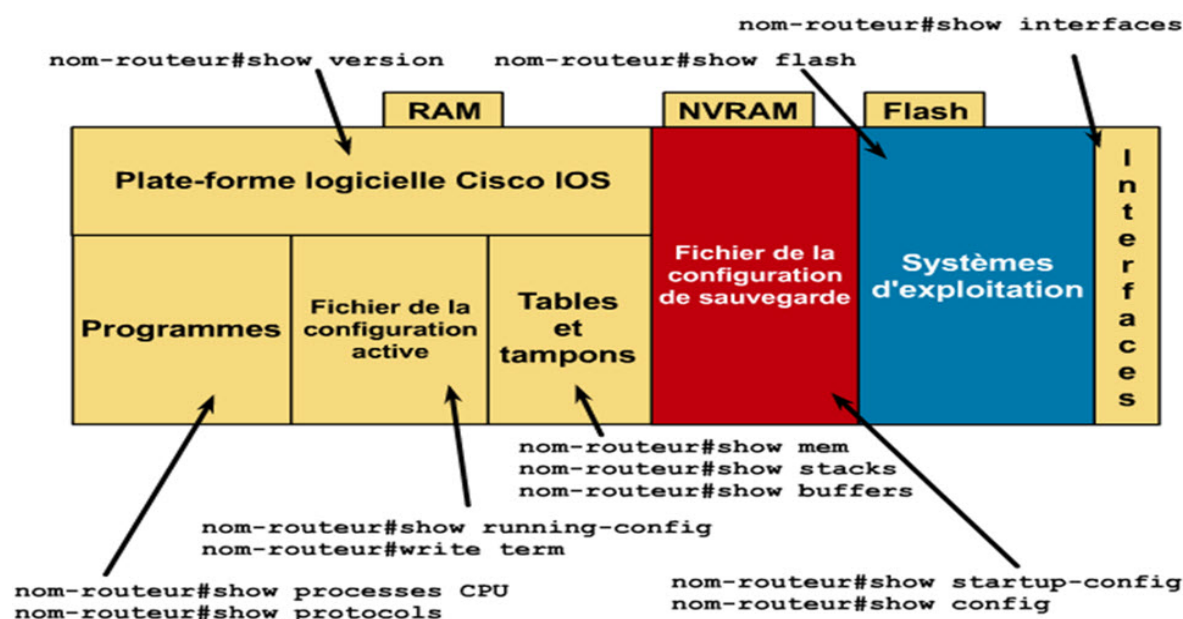 nom-routeur#show interfaces
nom-routeur#show version
nom-routeur#show flash
RAM
NVRAM
Flash
Plate-forme logicielle Cisco IOS
Programmes
Fichier de la
configuration
active
Tables
et
tampons
Fichier de la
configuration
de sauvegarde
Systèmes
d'exploitation
Interfaces
nom-routeur#show mem
nom-routeur#show stacks
nom-routeur#show buffers
nom-routeur#show running-config
nom-routeur#write term
nom-routeur#show processes CPU
nom-routeur#show protocols
nom-routeur#show startup-config
nom-routeur#show config